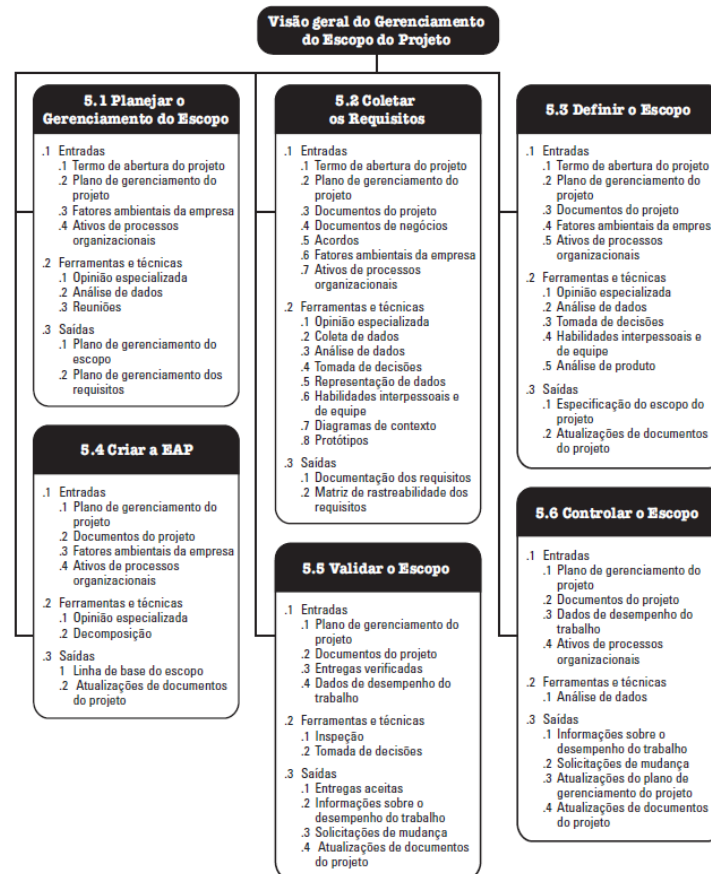 Visão geral do Gerenciamento
do Escopo do Projeto
5.1 Planejar o
Gerenciamento do Escopo
.1 Entradas
.1 Termo de abertura do projeto
.2 Plano de gerenciamento do
projeto
.3 Fatores ambientais da empresa
.4 Ativos de processos
organizacionais
.2 Ferramentas e técnicas
.1 Opinião especializada
.2 Análise de dados
.3 Reuniões
.3 Saídas
.1 Plano de gerenciamento do
escopo
.2 Plano de gerenciamento dos
requisitos
5.2 Coletar
os Requisitos
.1 Entradas
.1 Termo de abertura do projeto
.2 Plano de gerenciamento do
projeto
.3 Documentos do projeto
.4 Documentos de negócios
.5 Acordos
.6 Fatores ambientais da empresa
.7 Ativos de processos
organizacionais
.2 Ferramentas e técnicas
.1 Opinião especializada
.2 Coleta de dados
.3 Análise de dados
.4 Tomada de decisões
.5 Representação de dados
.6 Habilidades interpessoais e
de equipe
.7 Diagramas de contexto
.8 Protótipos
.3 Saídas
.1 Documentação dos requisitos
.2 Matriz de rastreabilidade dos
requisitos
5.3 Definir o Escopo
.1 Entradas
.1 Termo de abertura do projeto
.2 Plano de gerenciamento do
projeto
.3 Documentos do projeto
.4 Fatores ambientais da empres
.5 Ativos de processos
organizacionais
.2 Ferramentas e técnicas
.1 Opinião especializada
.2 Análise de dados
.3 Tomada de decisões
.4 Habilidades interpessoais e
de equipe
.5 Análise de produto
.3 Saídas
.1 Especificação do escopo do
projeto
.2 Atualizações de documentos
do projeto
5.4 Criar a EAP
.1 Entradas
.1 Plano de gerenciamento do
projeto
.2 Documentos do projeto
.3 Fatores ambientais da empresa
.4 Ativos de processos
organizacionais
.2 Ferramentas e técnicas
.1 Opinião especializada
.2 Decomposição
.3 Saídas
1 Linha de base do escopo
.2 Atualizações de documentos
do projeto
5.5 Validar o Escopo
.1 Entradas
.1 Plano de gerenciamento do
projeto
.2 Documentos do projeto
.3 Entregas verificadas
.4 Dados de desempenho do
trabalho
.2 Ferramentas e técnicas
.1 Inspeção
.2 Tomada de decisões
.3 Saídas
.1 Entregas aceitas
.2 Informações sobre o
desempenho do trabalho
.3 Solicitações de mudança
.4 Atualizações de documentos
do projeto
5.6 Controlar o Escopo
.1 Entradas
.1 Plano de gerenciamento do
projeto
.2 Documentos do projeto
.3 Dados de desempenho do
trabalho
.4 Ativos de processos
organizacionais
.2 Ferramentas e técnicas
.1 Análise de dados
.3 Saídas
.1 Informações sobre o
desempenho do trabalho
.2 Solicitações de mudança
.3 Atualizações do plano de
gerenciamento do projeto
.4 Atualizações de documentos
do projeto